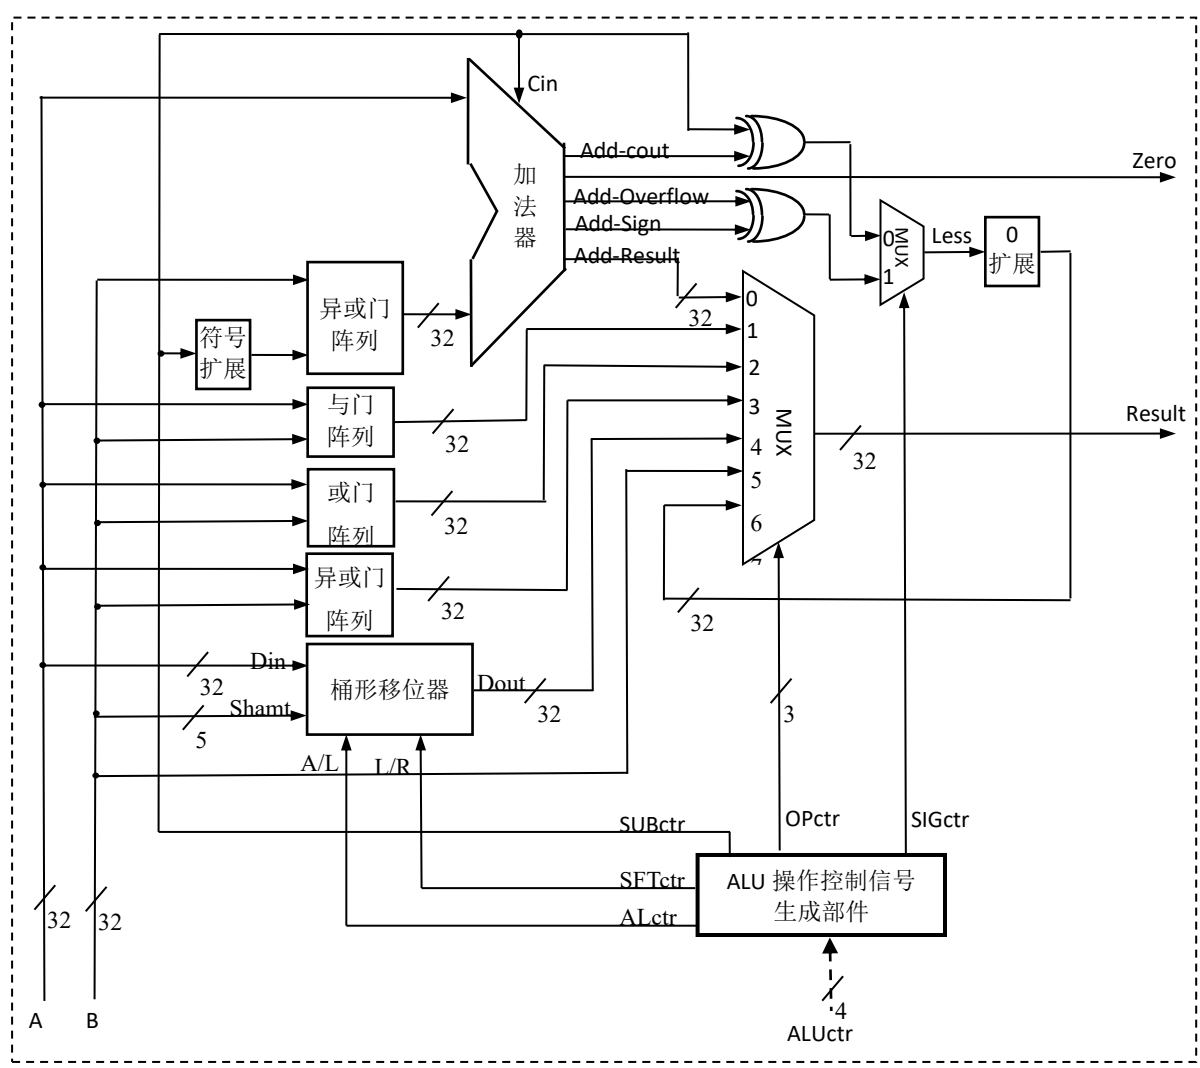 Cin
Add-cout
Zero
加
法
器
Add-Overflow
Add-Sign
Add-Result
0
1
MUX
Less
0
扩展
异或门
阵列
32
32
符号
扩展
与门
阵列
32
或门
阵列
32
异或门
阵列
32
0
1
2
3
4
5
6
7
MUX
32
Result
32
Din
32
Shamt
5
桶形移位器
Dout
32
A/L
L/R
3
SUBctr
OPctr
SIGctr
SFTctr
ALctr
ALU 操作控制信号
生成部件
32
32
4
ALUctr
A
B